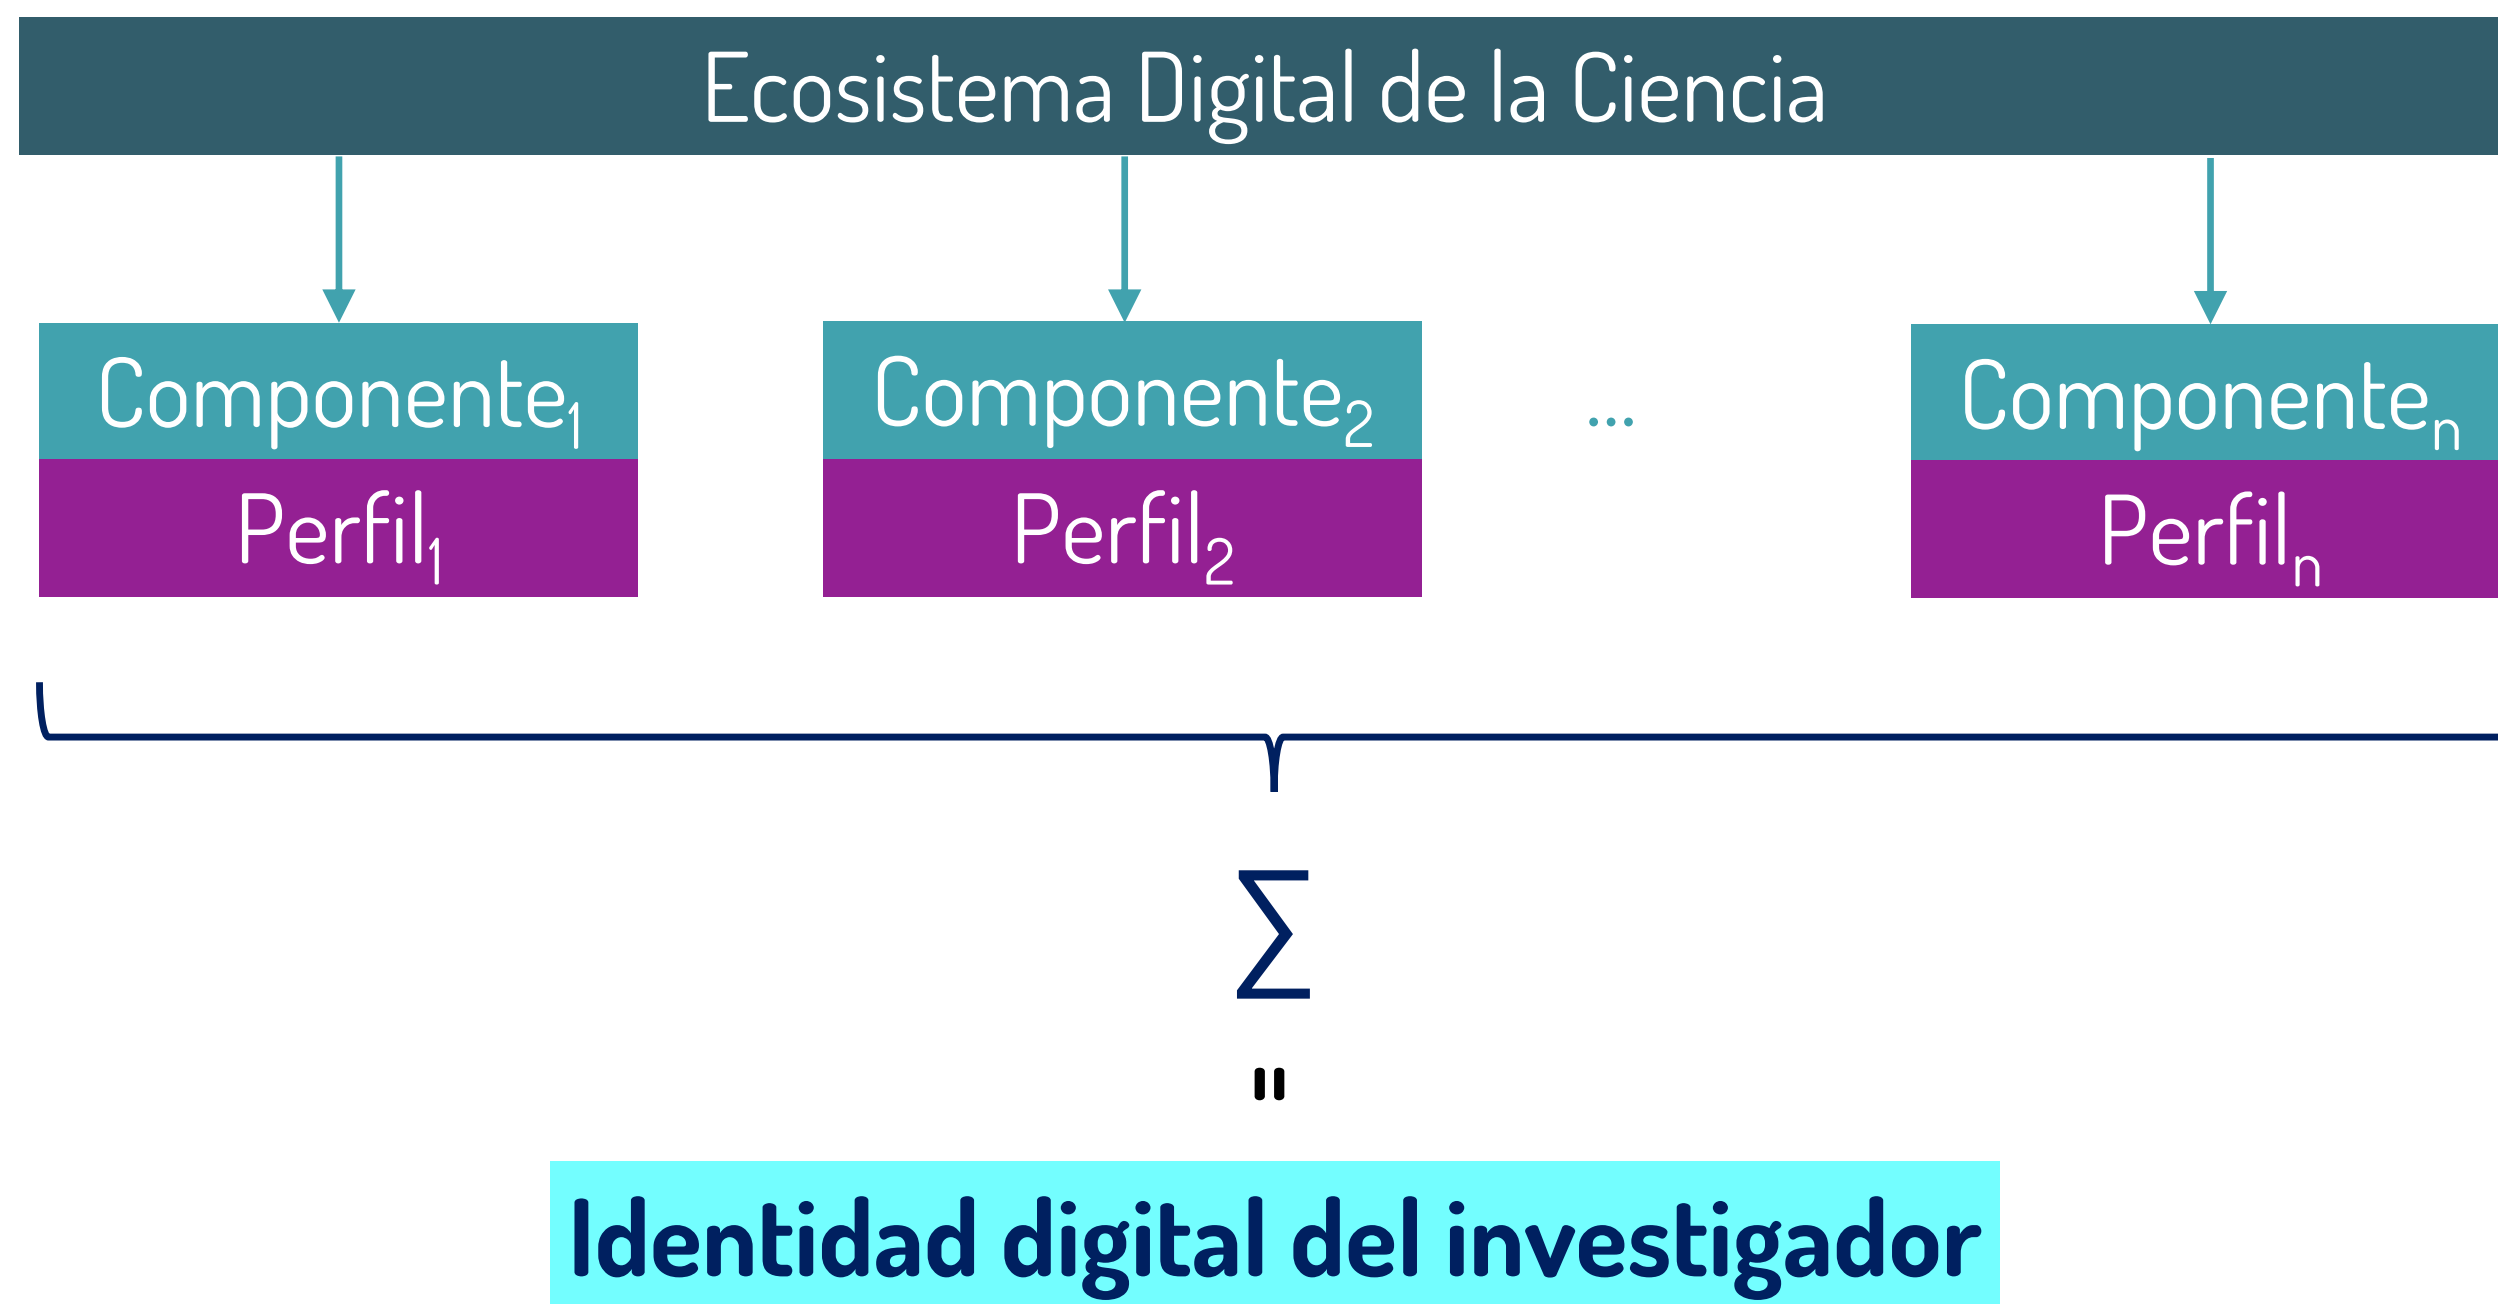 Ecosistema Digital de la Ciencia
Componente₁
Componente₂
...
Componenteₙ
Perfil₁
Perfil₂
Perfilₙ
∑
=
Identidad digital del investigador